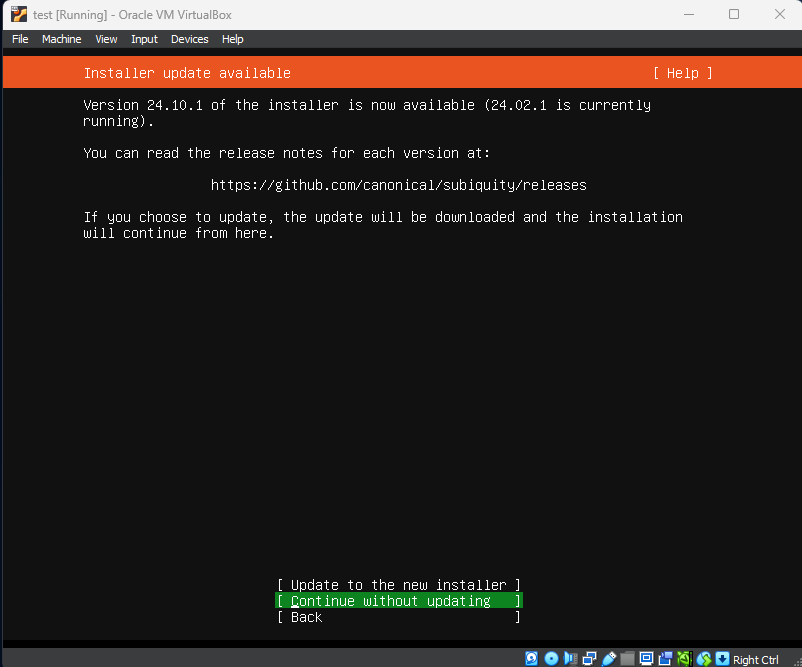 test [Running] - Oracle VM VirtualBox
File Machine View Input Devices Help
Installer update available [ Help ]
Version 24.10.1 of the installer is now available (24.02.1 is currently
running).
You can read the release notes for each version at:
https://github.com/canonical/subiquity/releases
If you choose to update, the update will be downloaded and the installation
will continue from here.
[ Update to the new installer ]
[ Continue without updating ]
[ Back ]
Right Ctrl